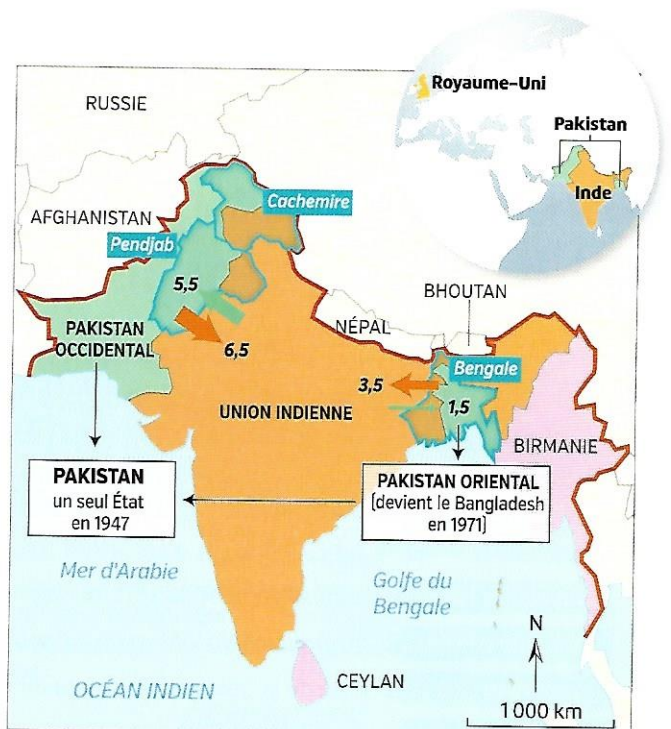 Royaume-Uni
Pakistan
Inde
RUSSIE
Cachemire
AFGHANISTAN
Pendjab
5,5
BHOUTAN
NÉPAL
PAKISTAN
OCCIDENTAL
6,5
Bengale
3,5
1,5
UNION INDIENNE
BIRMANIE
PAKISTAN
un seul État
en 1947
PAKISTAN ORIENTAL
(devient le Bangladesh
en 1971)
Mer d'Arabie
Golfe du
Bengale
N
OCÉAN INDIEN
CEYLAN
1 000 km